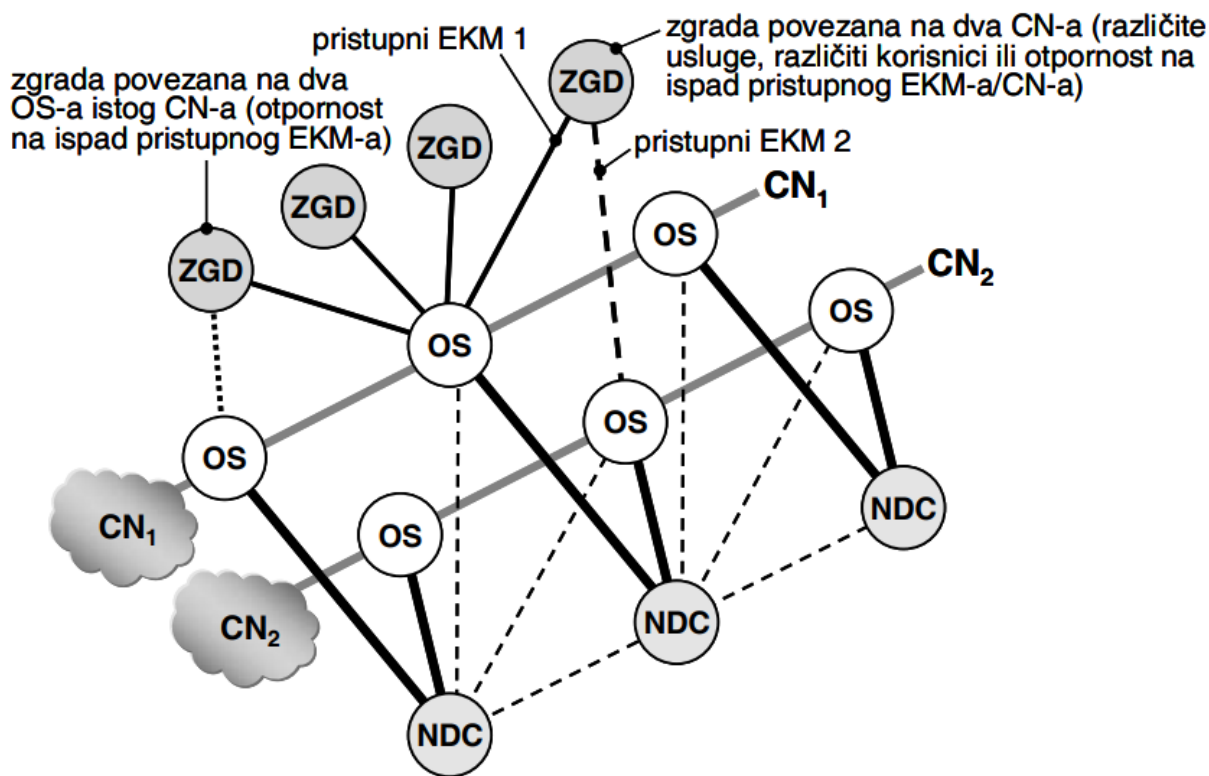 pristupni EKM 1
zgrada povezana na dva CN-a (različite
usluge, različiti korisnici ili otpornost na
ispad pristupnog EKM-a/CN-a)
zgrada povezana na dva
OS-a istog CN-a (otpornost
na ispad pristupnog EKM-a)
ZGD
ZGD
pristupni EKM 2
ZGD
CN1
OS
ZGD
CN2
OS
OS
OS
OS
CN1
OS
NDC
CN2
NDC
NDC